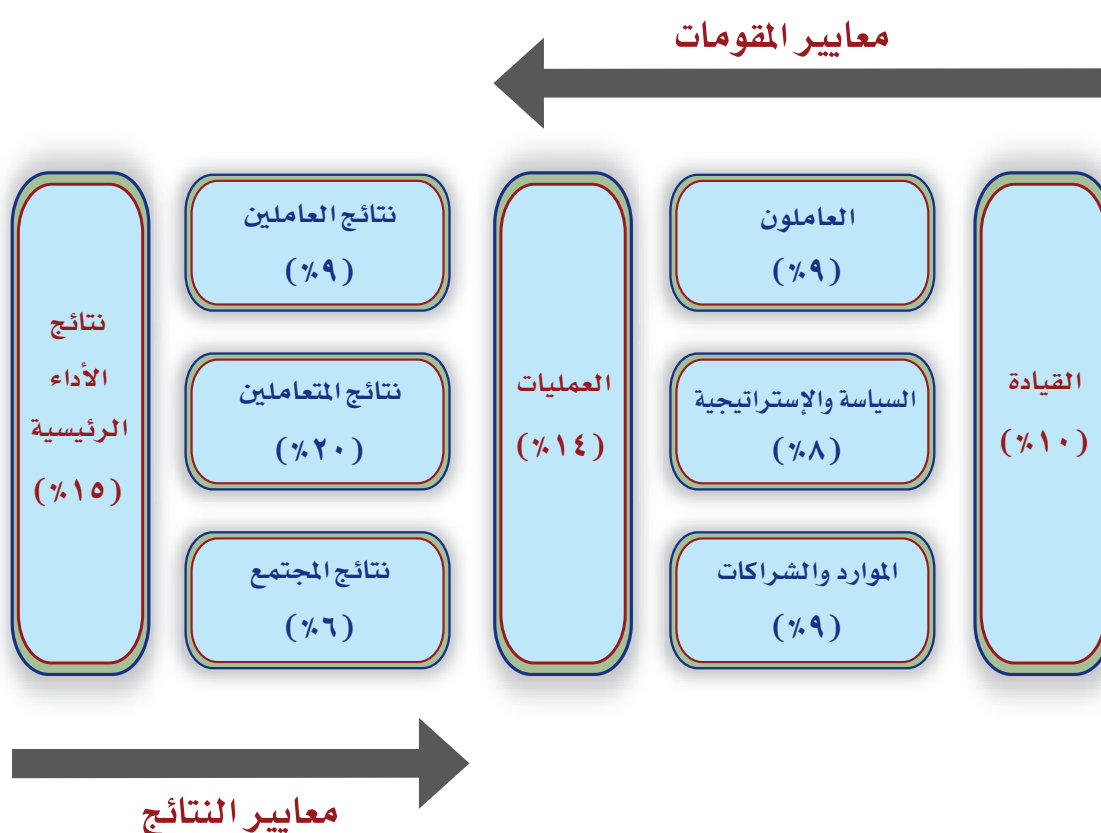 معايير المقومات
القيادة
(١٠٪)
العاملون
(٩٪)
السياسة والإستراتيجية
(٨٪)
الموارد والشراكات
(٩٪)
العمليات
(١٤٪)
نتائج العاملين
(٩٪)
نتائج المتعاملين
(٢٠٪)
نتائج المجتمع
(٦٪)
نتائج
الأداء
الرئيسية
(١٥٪)
معايير النتائج